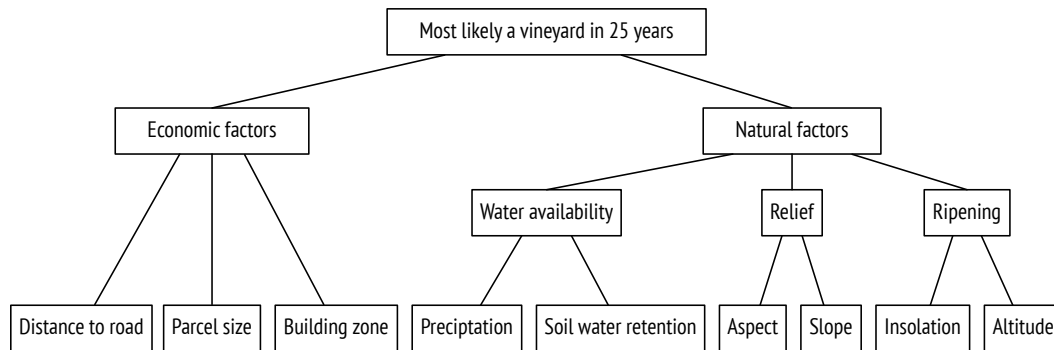 Most likely a vineyard in 25 years
Economic factors
Natural factors
Water availability
Relief
Ripening
Distance to road
Parcel size
Building zone
Preciptation
Soil water retention
Aspect
Slope
Insolation
Altitude